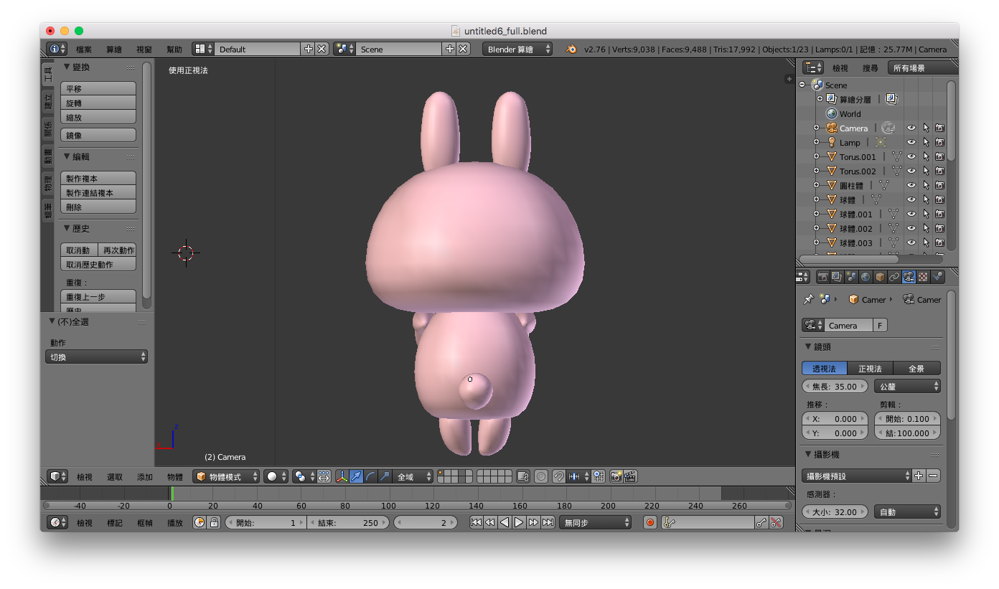 untitled6_full.blend
檔案 算繪 視窗 幫助 Default Scene Blender 算繪 v2.76 | Verts:9,038 | Faces:9,488 | Tris:17,992 | Objects:1/23 | Lamps:0/1 | 記憶：25.77M | Camera
工具
建立
關係
動畫
物理
蠟筆
變換
平移
旋轉
縮放
鏡像
編輯
製作複本
製作連結複本
刪除
歷史
取消動 再次動作
取消歷史動作
重復：
重復上一步
歷史
(不)全選
動作
切換
使用正視法
z
x
(2) Camera
檢視 選取 添加 物體 物體模式 全域
-40 -20 0 20 40 60 80 100 120 140 160 180 200 220 240 260
檢視 標記 框幀 播放 開始: 1 結束: 250 2 無同步
檢視 搜尋 所有場景
Scene
算繪分層
World
Camera
Lamp
Torus.001
Torus.002
圓柱體
球體
球體.001
球體.002
球體.003
Camer Camer
Camera F
鏡頭
透視法 正視法 全景
焦長: 35.00 公釐
推移： 剪輯：
X: 0.000 開始: 0.100
Y: 0.000 結:100.000
攝影機
攝影機預設
感測器：
大小: 32.00 自動